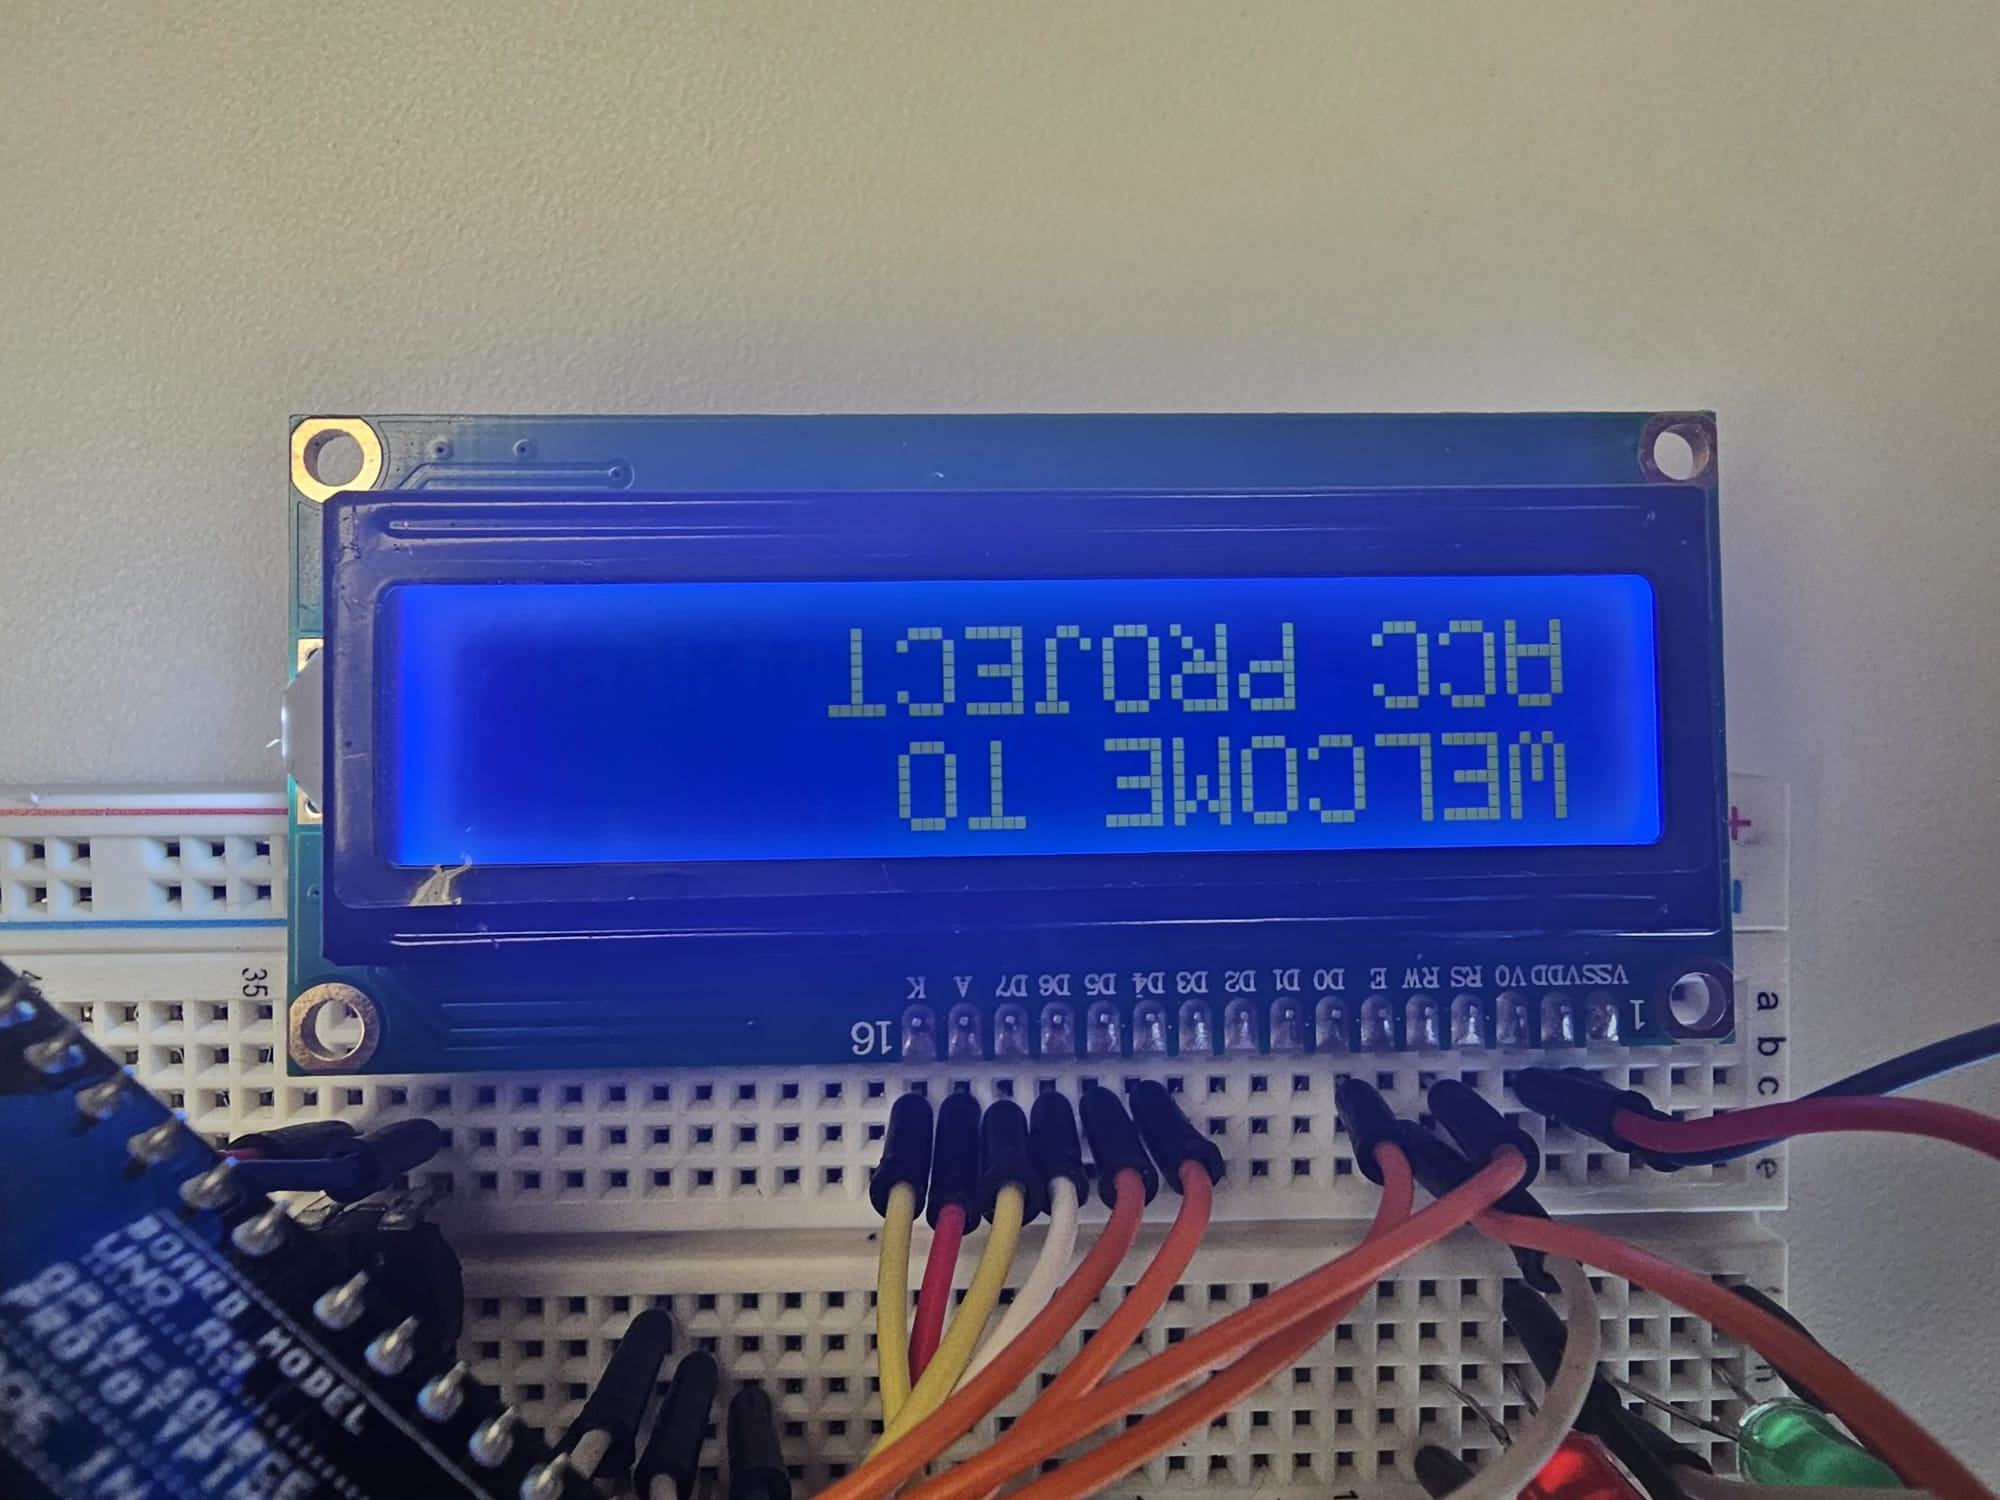 WELCOME TO
ACC PROJECT
1 VSS VDD V0 RS RW E D0 D1 D2 D3 D4 D5 D6 D7 A K 16
35
a
b
c
e
BOARD MODEL
UNO R3